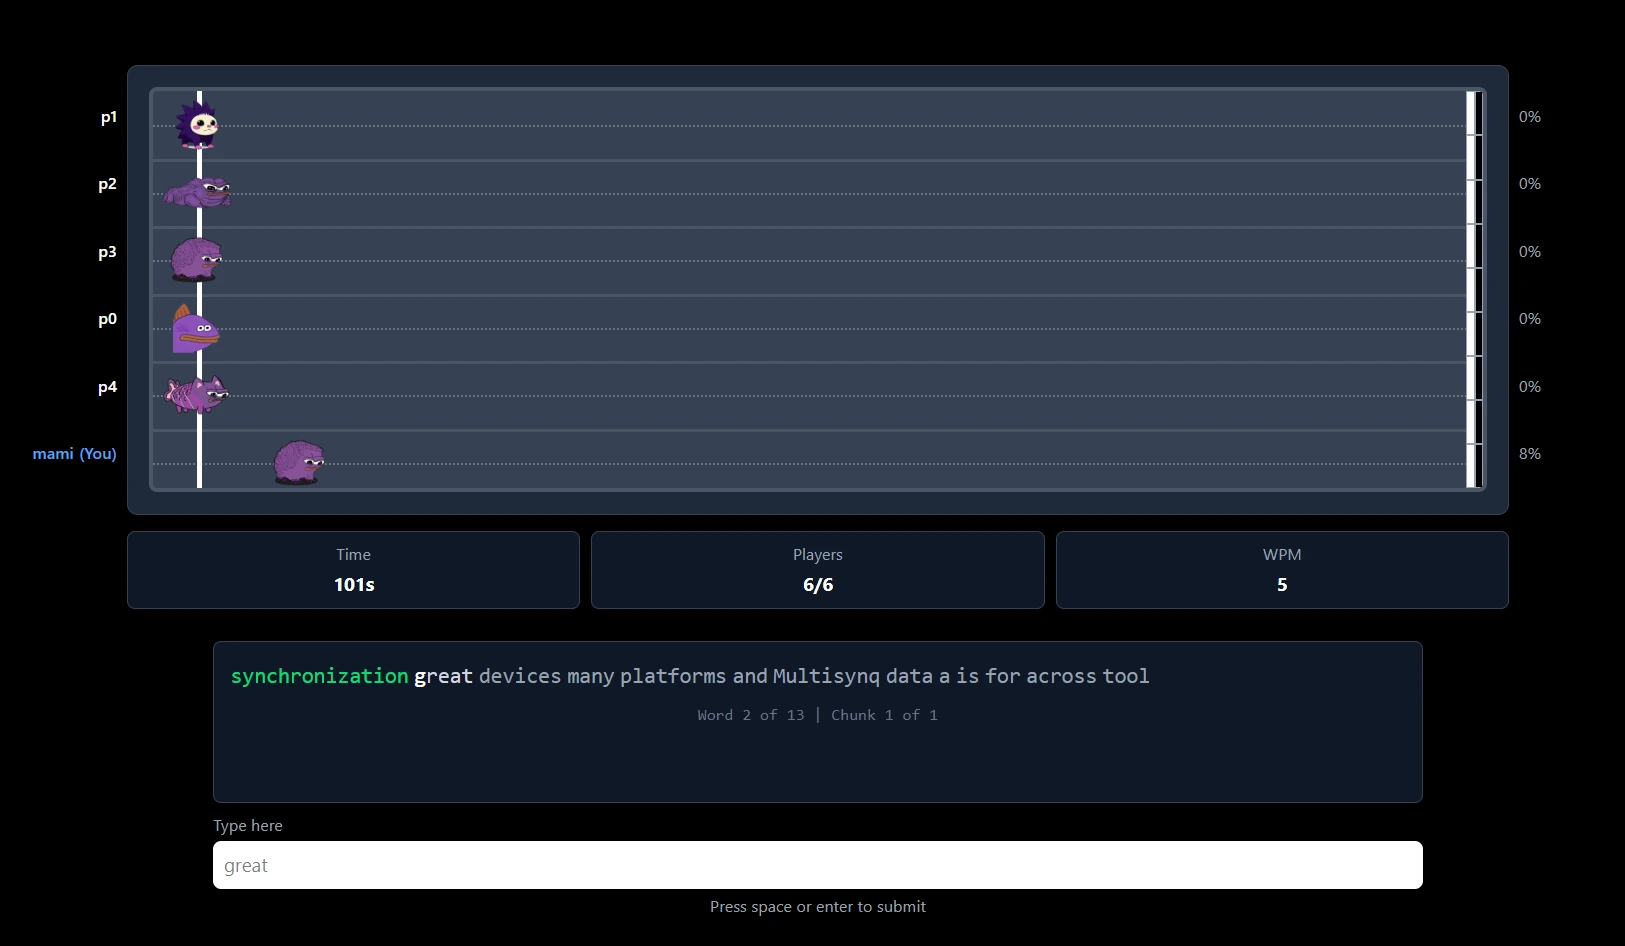 p1 0%
p2 0%
p3 0%
p0 0%
p4 0%
mami (You) 8%
Time
101s
Players
6/6
WPM
5
synchronization great devices many platforms and Multisynq data a is for across tool
Word 2 of 13 | Chunk 1 of 1
Type here
great
Press space or enter to submit